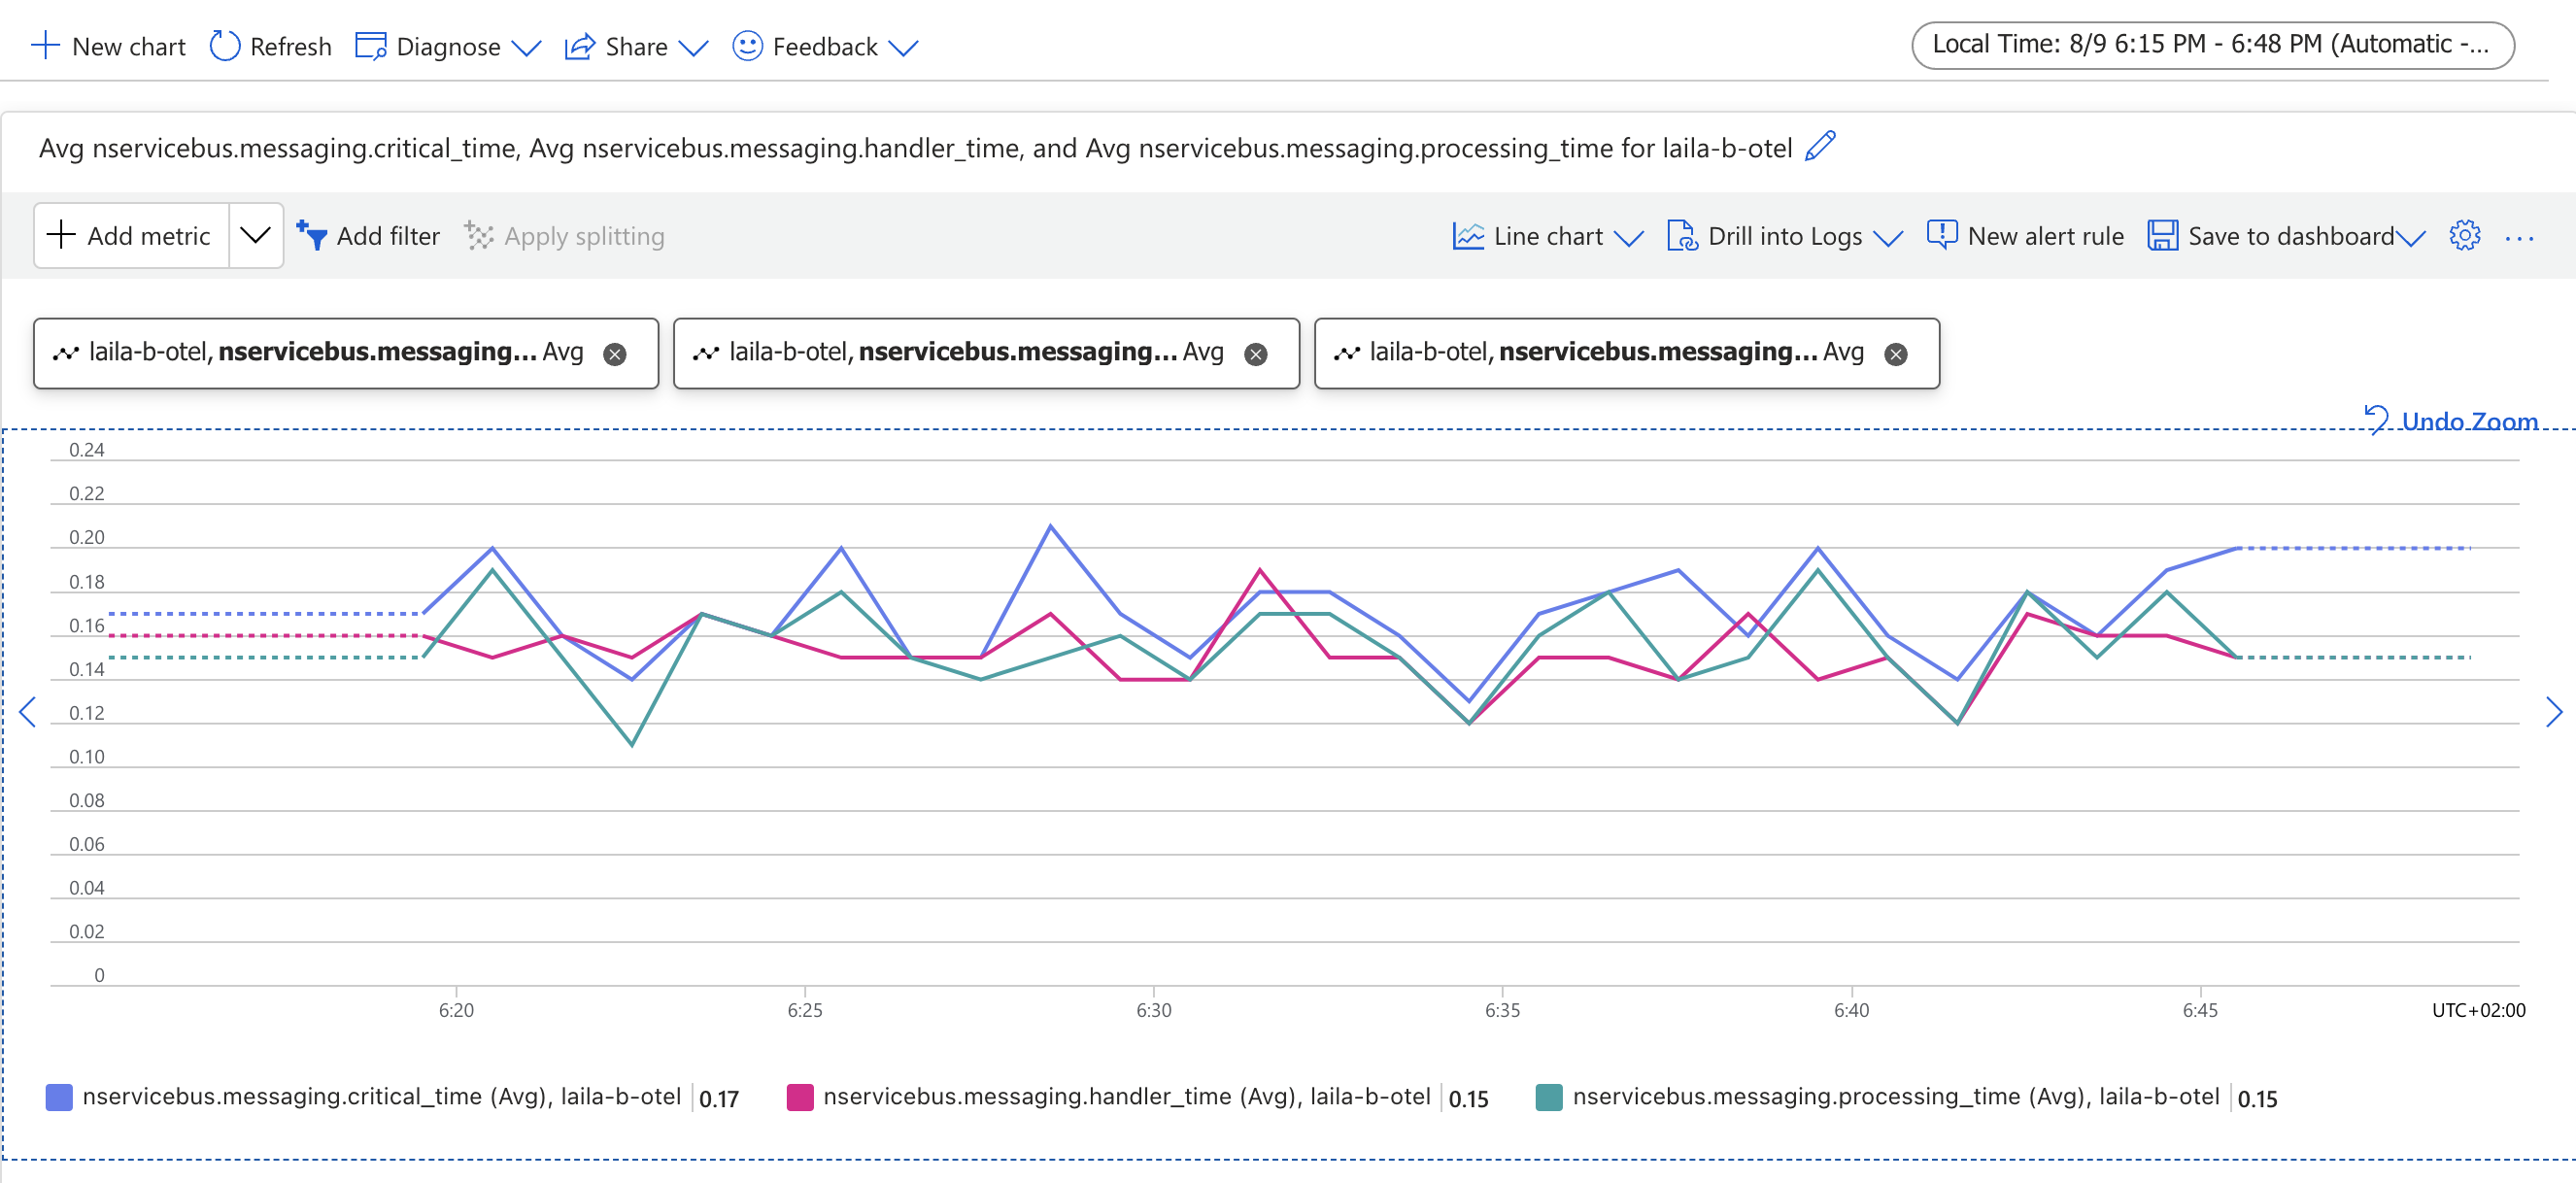 New chart Refresh Diagnose Share Feedback Local Time: 8/9 6:15 PM - 6:48 PM (Automatic -...
Avg nservicebus.messaging.critical_time, Avg nservicebus.messaging.handler_time, and Avg nservicebus.messaging.processing_time for laila-b-otel
Add metric Add filter Apply splitting Line chart Drill into Logs New alert rule Save to dashboard ...
laila-b-otel, nservicebus.messaging... Avg laila-b-otel, nservicebus.messaging... Avg laila-b-otel, nservicebus.messaging... Avg
Undo Zoom
0.24
0.22
0.20
0.18
0.16
0.14
0.12
0.10
0.08
0.06
0.04
0.02
0
6:20 6:25 6:30 6:35 6:40 6:45 UTC+02:00
nservicebus.messaging.critical_time (Avg), laila-b-otel 0.17 nservicebus.messaging.handler_time (Avg), laila-b-otel 0.15 nservicebus.messaging.processing_time (Avg), laila-b-otel 0.15